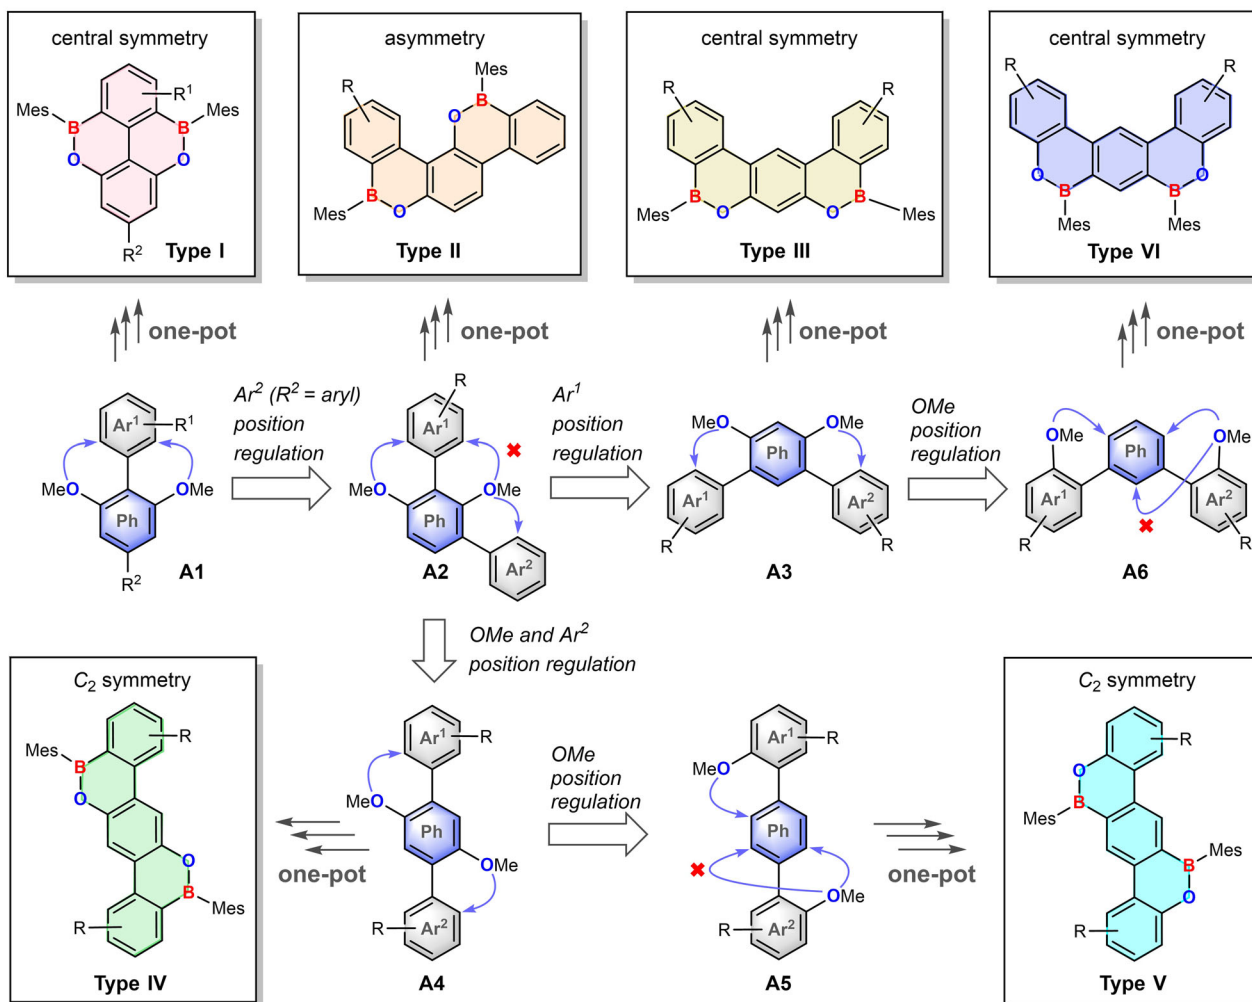 central symmetry
R¹
Mes
B
B
Mes
O
O
R²
Type I
asymmetry
Mes
R
B
O
B
Mes
O
Type II
central symmetry
R
R
B
B
Mes
O
O
Mes
Type III
central symmetry
R
R
O
B
B
O
Mes
Mes
Type VI
one-pot
one-pot
one-pot
one-pot
Ar¹
R¹
MeO
OMe
Ph
R²
A1
Ar² (R² = aryl)
position
regulation
R
Ar¹
MeO
OMe
Ph
Ar²
A2
Ar¹
position
regulation
MeO
OMe
Ph
Ar¹
Ar²
R
R
A3
OMe
position
regulation
OMe
Ph
OMe
Ar¹
Ar²
R
R
A6
OMe and Ar²
position regulation
C₂ symmetry
R
Mes
B
O
O
B
Mes
R
Type IV
one-pot
Ar¹
R
MeO
Ph
OMe
R
Ar²
A4
OMe
position
regulation
Ar¹
R
MeO
Ph
OMe
R
Ar²
A5
one-pot
C₂ symmetry
R
O
B
Mes
Mes
B
O
R
Type V